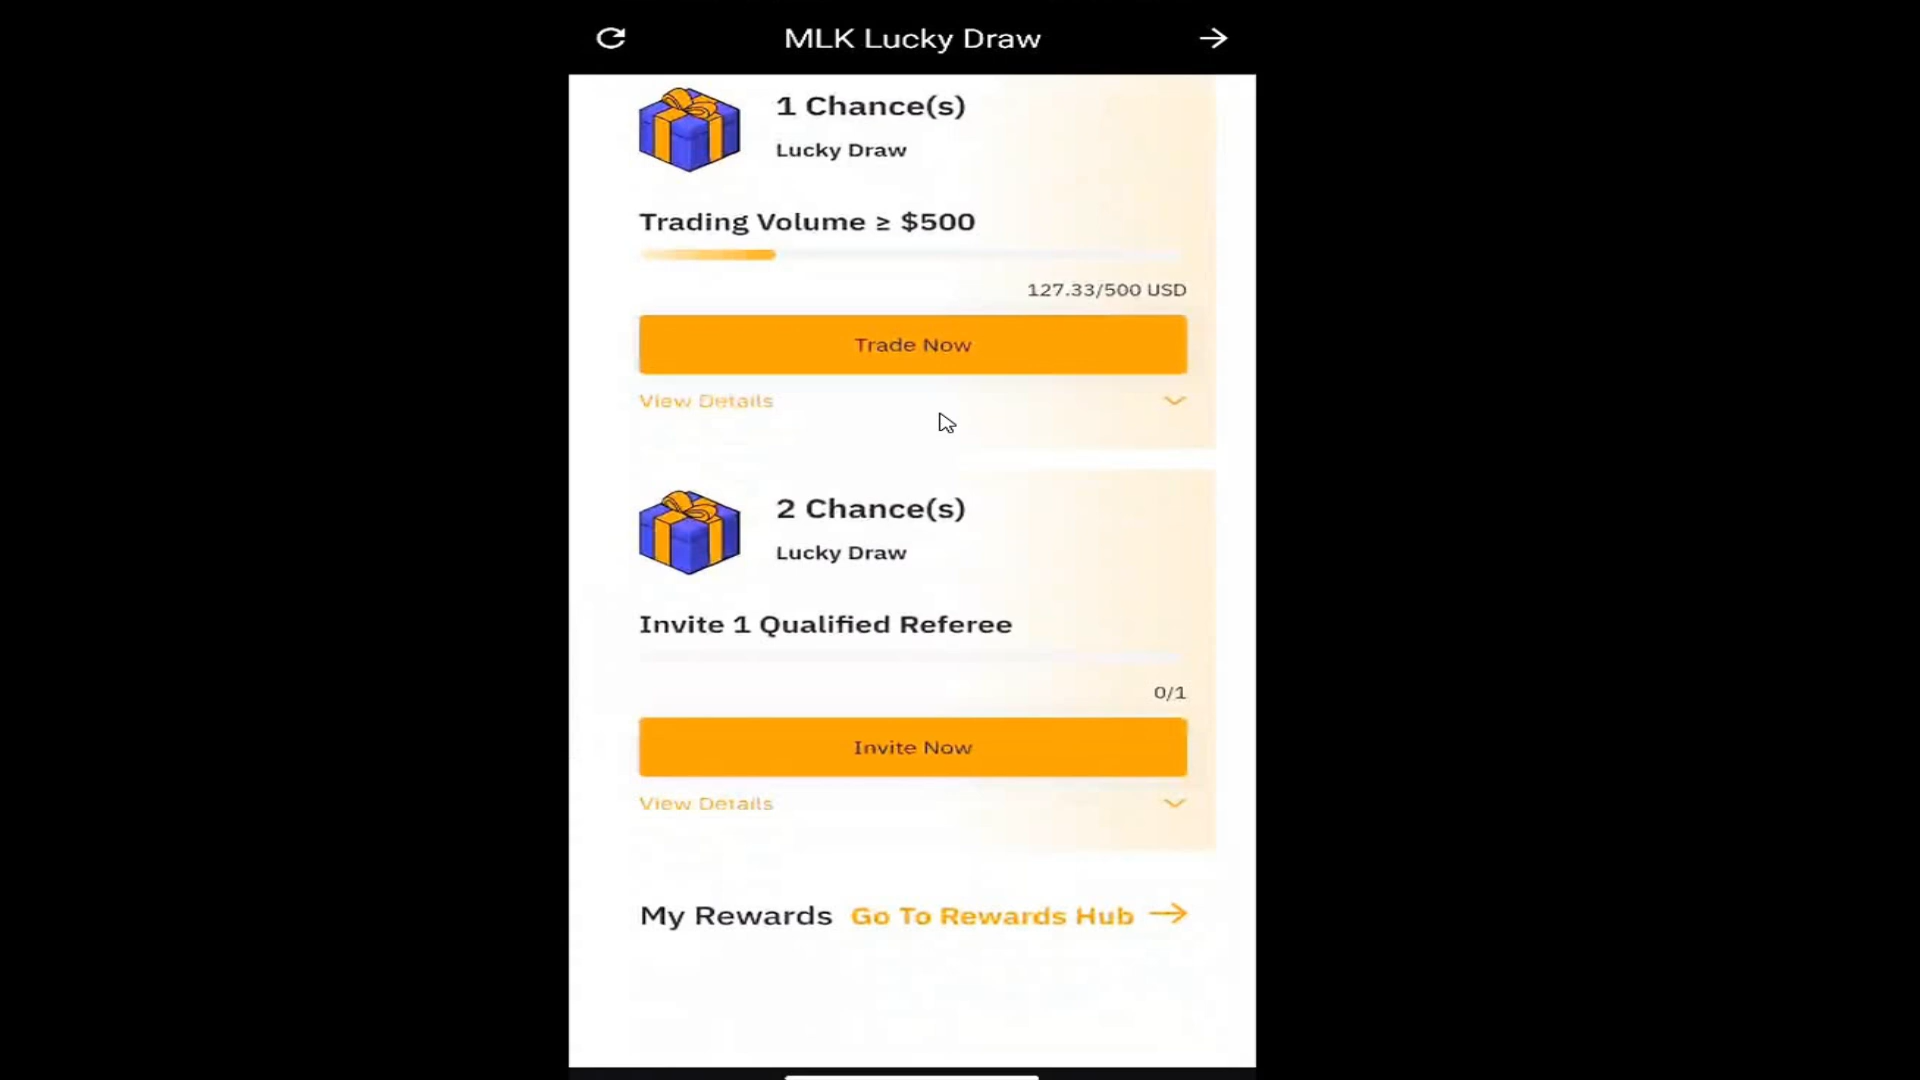 MLK Lucky Draw
1 Chance(s)
Lucky Draw
Trading Volume ≥ $500
127.33/500 USD
Trade Now
View Details
2 Chance(s)
Lucky Draw
Invite 1 Qualified Referee
0/1
Invite Now
View Details
My Rewards Go To Rewards Hub